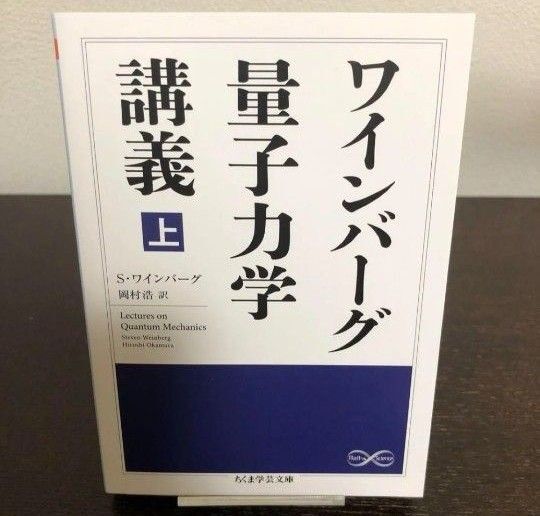 ワインバーグ
量子力学
講義
上
S・ワインバーグ
岡村浩 訳
Lectures on
Quantum Mechanics
Steven Weinberg
Hiroshi Okamura
Math & Science
ちくま学芸文庫